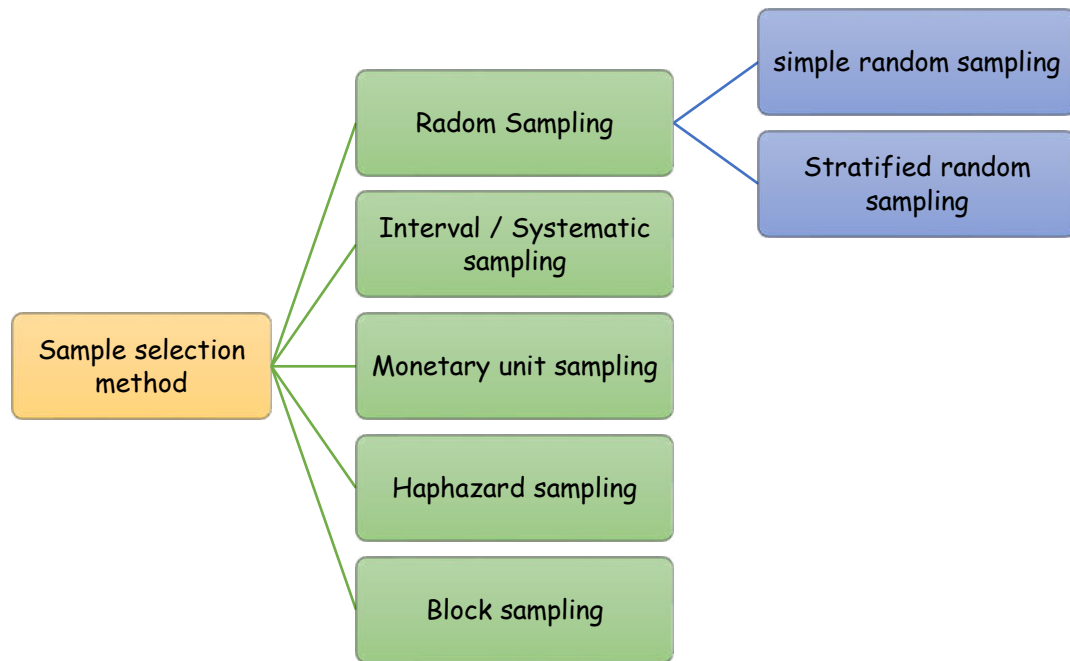 simple random sampling
Radom Sampling
Stratified random
sampling
Interval / Systematic
sampling
Sample selection
method
Monetary unit sampling
Haphazard sampling
Block sampling